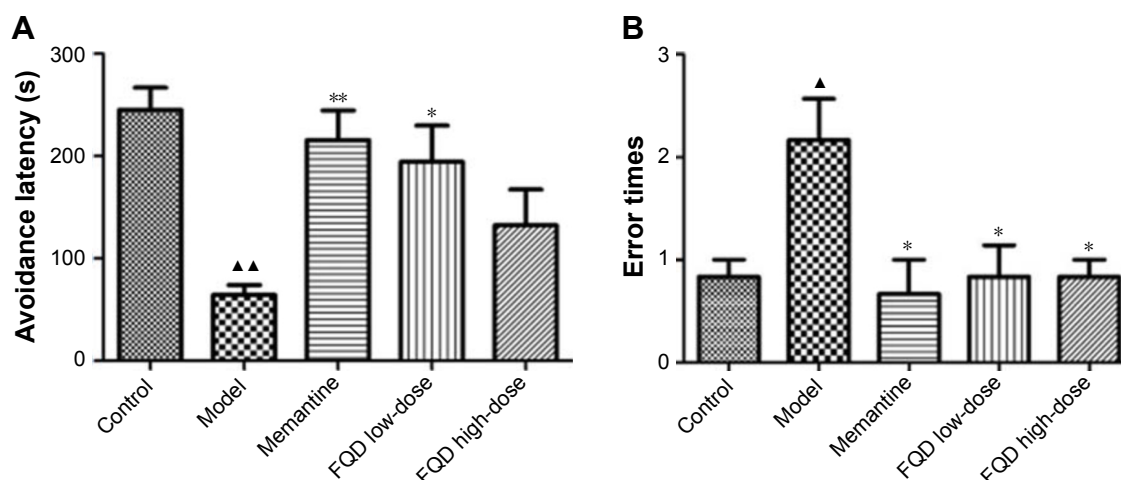 A
Avoidance latency (s)
300
200
100
0
▲▲
**
*
Control
Model
Memantine
FQD low-dose
FQD high-dose
B
Error times
3
2
1
0
▲
*
*
*
Control
Model
Memantine
FQD low-dose
FQD high-dose